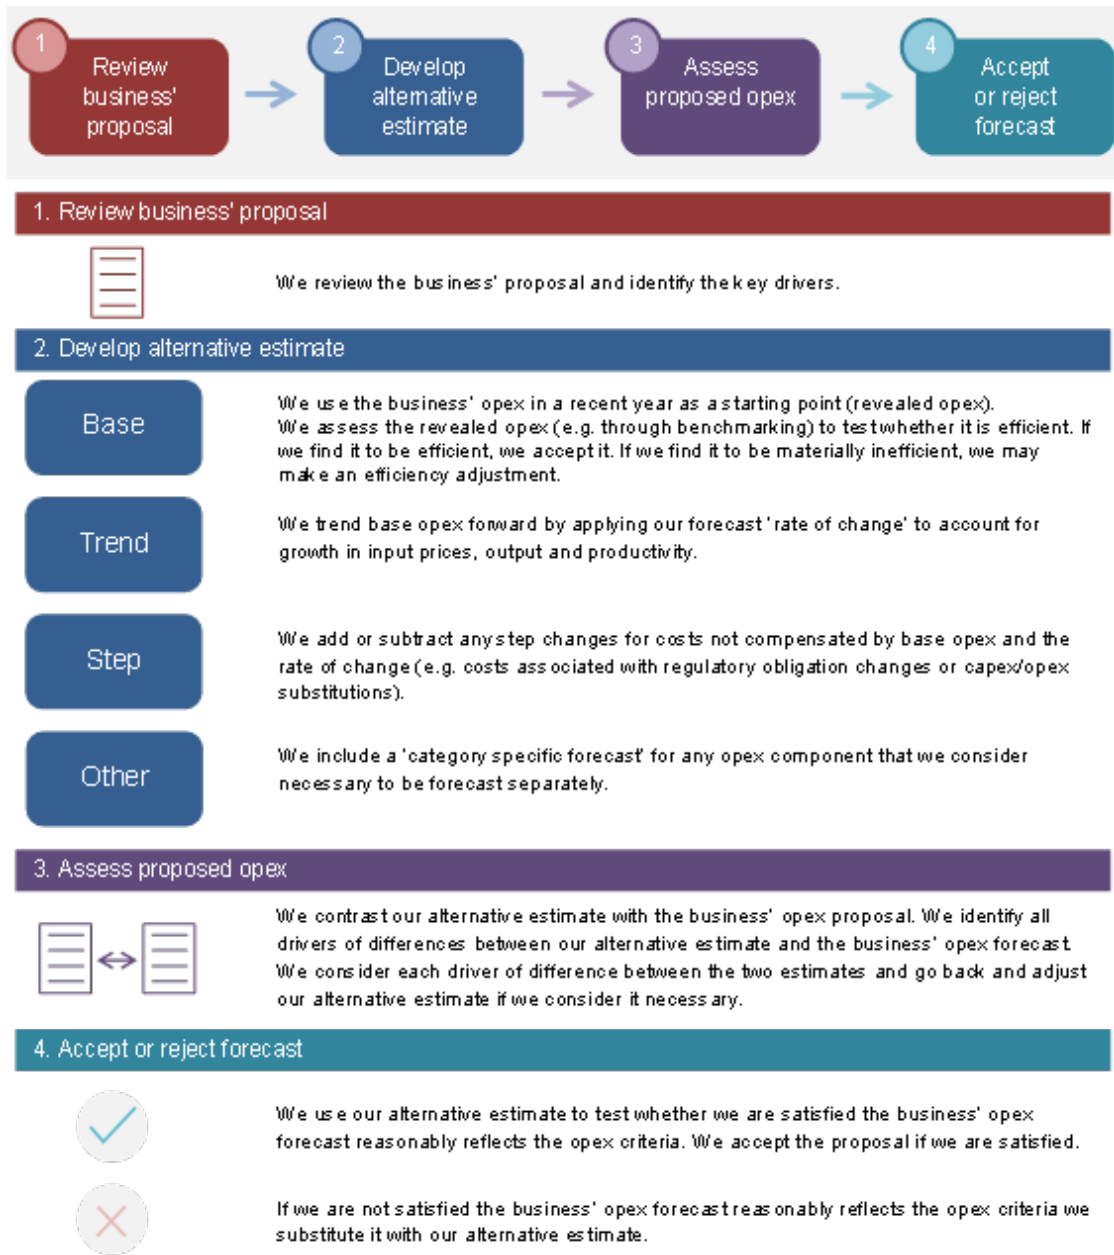 1
Review
business'
proposal
2
Develop
alternative
estimate
3
Assess
proposed opex
4
Accept
or reject
forecast
1. Review business' proposal
We review the business' proposal and identify the key drivers.
2. Develop alternative estimate
Base
We use the business' opex in a recent year as a starting point (revealed opex).
We assess the revealed opex (e.g. through benchmarking) to test whether it is efficient. If
we find it to be efficient, we accept it. If we find it to be materially inefficient, we may
make an efficiency adjustment.
Trend
We trend base opex forward by applying our forecast 'rate of change' to account for
growth in input prices, output and productivity.
Step
We add or subtract any step changes for costs not compensated by base opex and the
rate of change (e.g. costs associated with regulatory obligation changes or capex/opex
substitutions).
Other
We include a 'category specific forecast' for any opex component that we consider
necessary to be forecast separately.
3. Assess proposed opex
We contrast our alternative estimate with the business' opex proposal. We identify all
drivers of differences between our alternative estimate and the business' opex forecast.
We consider each driver of difference between the two estimates and go back and adjust
our alternative estimate if we consider it necessary.
4. Accept or reject forecast
We use our alternative estimate to test whether we are satisfied the business' opex
forecast reasonably reflects the opex criteria. We accept the proposal if we are satisfied.
If we are not satisfied the business' opex forecast reasonably reflects the opex criteria we
substitute it with our alternative estimate.